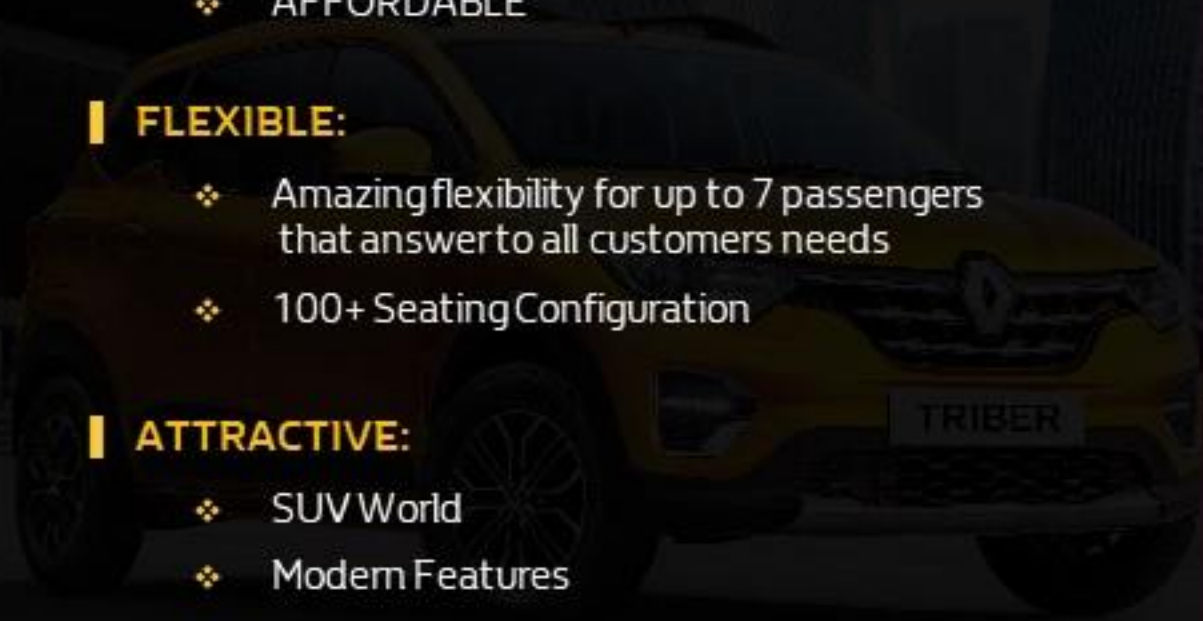 AFFORDABLE
FLEXIBLE:
Amazing flexibility for up to 7 passengers
that answer to all customers needs
100+ Seating Configuration
TRIBER
ATTRACTIVE:
SUV World
Modern Features